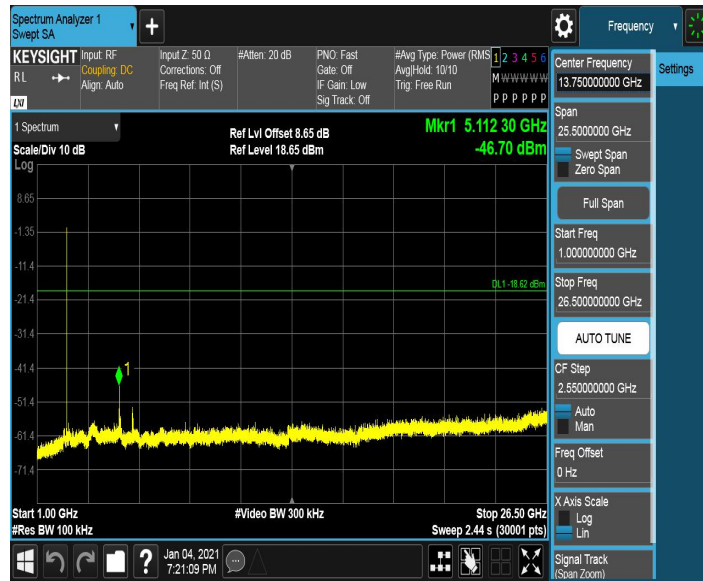 Spectrum Analyzer 1
Swept SA
+
Frequency
KEYSIGHT
Input: RF
Input Z: 50 Ω
#Atten: 20 dB
PNO: Fast
#Avg Type: Power (RMS
1 2 3 4 5 6
RL
Coupling: DC
Corrections: Off
Gate: Off
Avg|Hold: 10/10
M W W W W W
Align: Auto
Freq Ref: Int (S)
IF Gain: Low
Trig: Free Run
Sig Track: Off
P P P P P P
LXI
1 Spectrum
Ref Lvl Offset 8.65 dB
Mkr1 5.112 30 GHz
Scale/Div 10 dB
Ref Level 18.65 dBm
-46.70 dBm
Log
8.65
-1.35
-11.4
-21.4
-31.4
-41.4
-51.4
-61.4
-71.4
DL1 -18.62 dBm
1
Start 1.00 GHz
#Video BW 300 kHz
Stop 26.50 GHz
#Res BW 100 kHz
Sweep 2.44 s (30001 pts)
?
Jan 04, 2021
7:21:09 PM
Center Frequency
13.750000000 GHz
Settings
Span
25.5000000 GHz
Swept Span
Zero Span
Full Span
Start Freq
1.000000000 GHz
Stop Freq
26.500000000 GHz
AUTO TUNE
CF Step
2.550000000 GHz
Auto
Man
Freq Offset
0 Hz
X Axis Scale
Log
Lin
Signal Track
(Span Zoom)